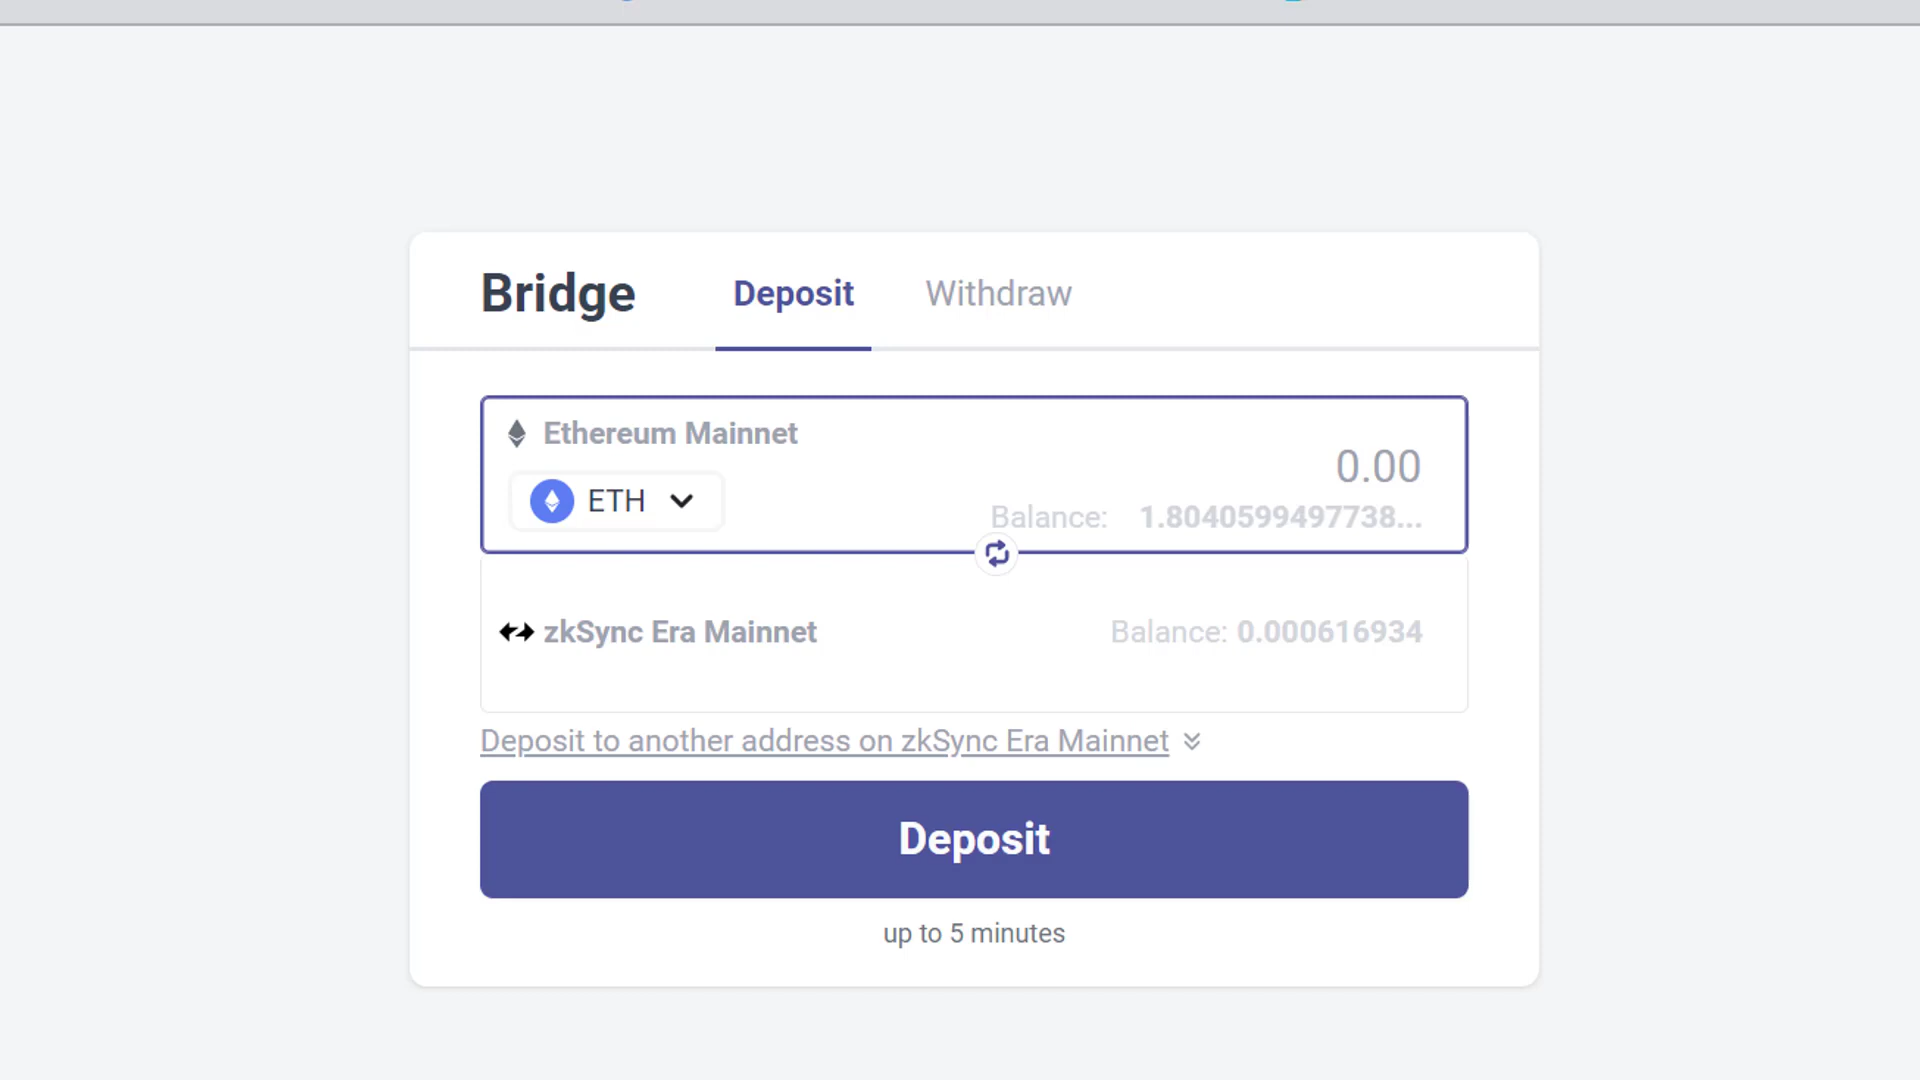 Bridge Deposit Withdraw
Ethereum Mainnet
0.00
ETH
Balance: 1.8040599497738...
zkSync Era Mainnet Balance: 0.000616934
Deposit to another address on zkSync Era Mainnet
Deposit
up to 5 minutes